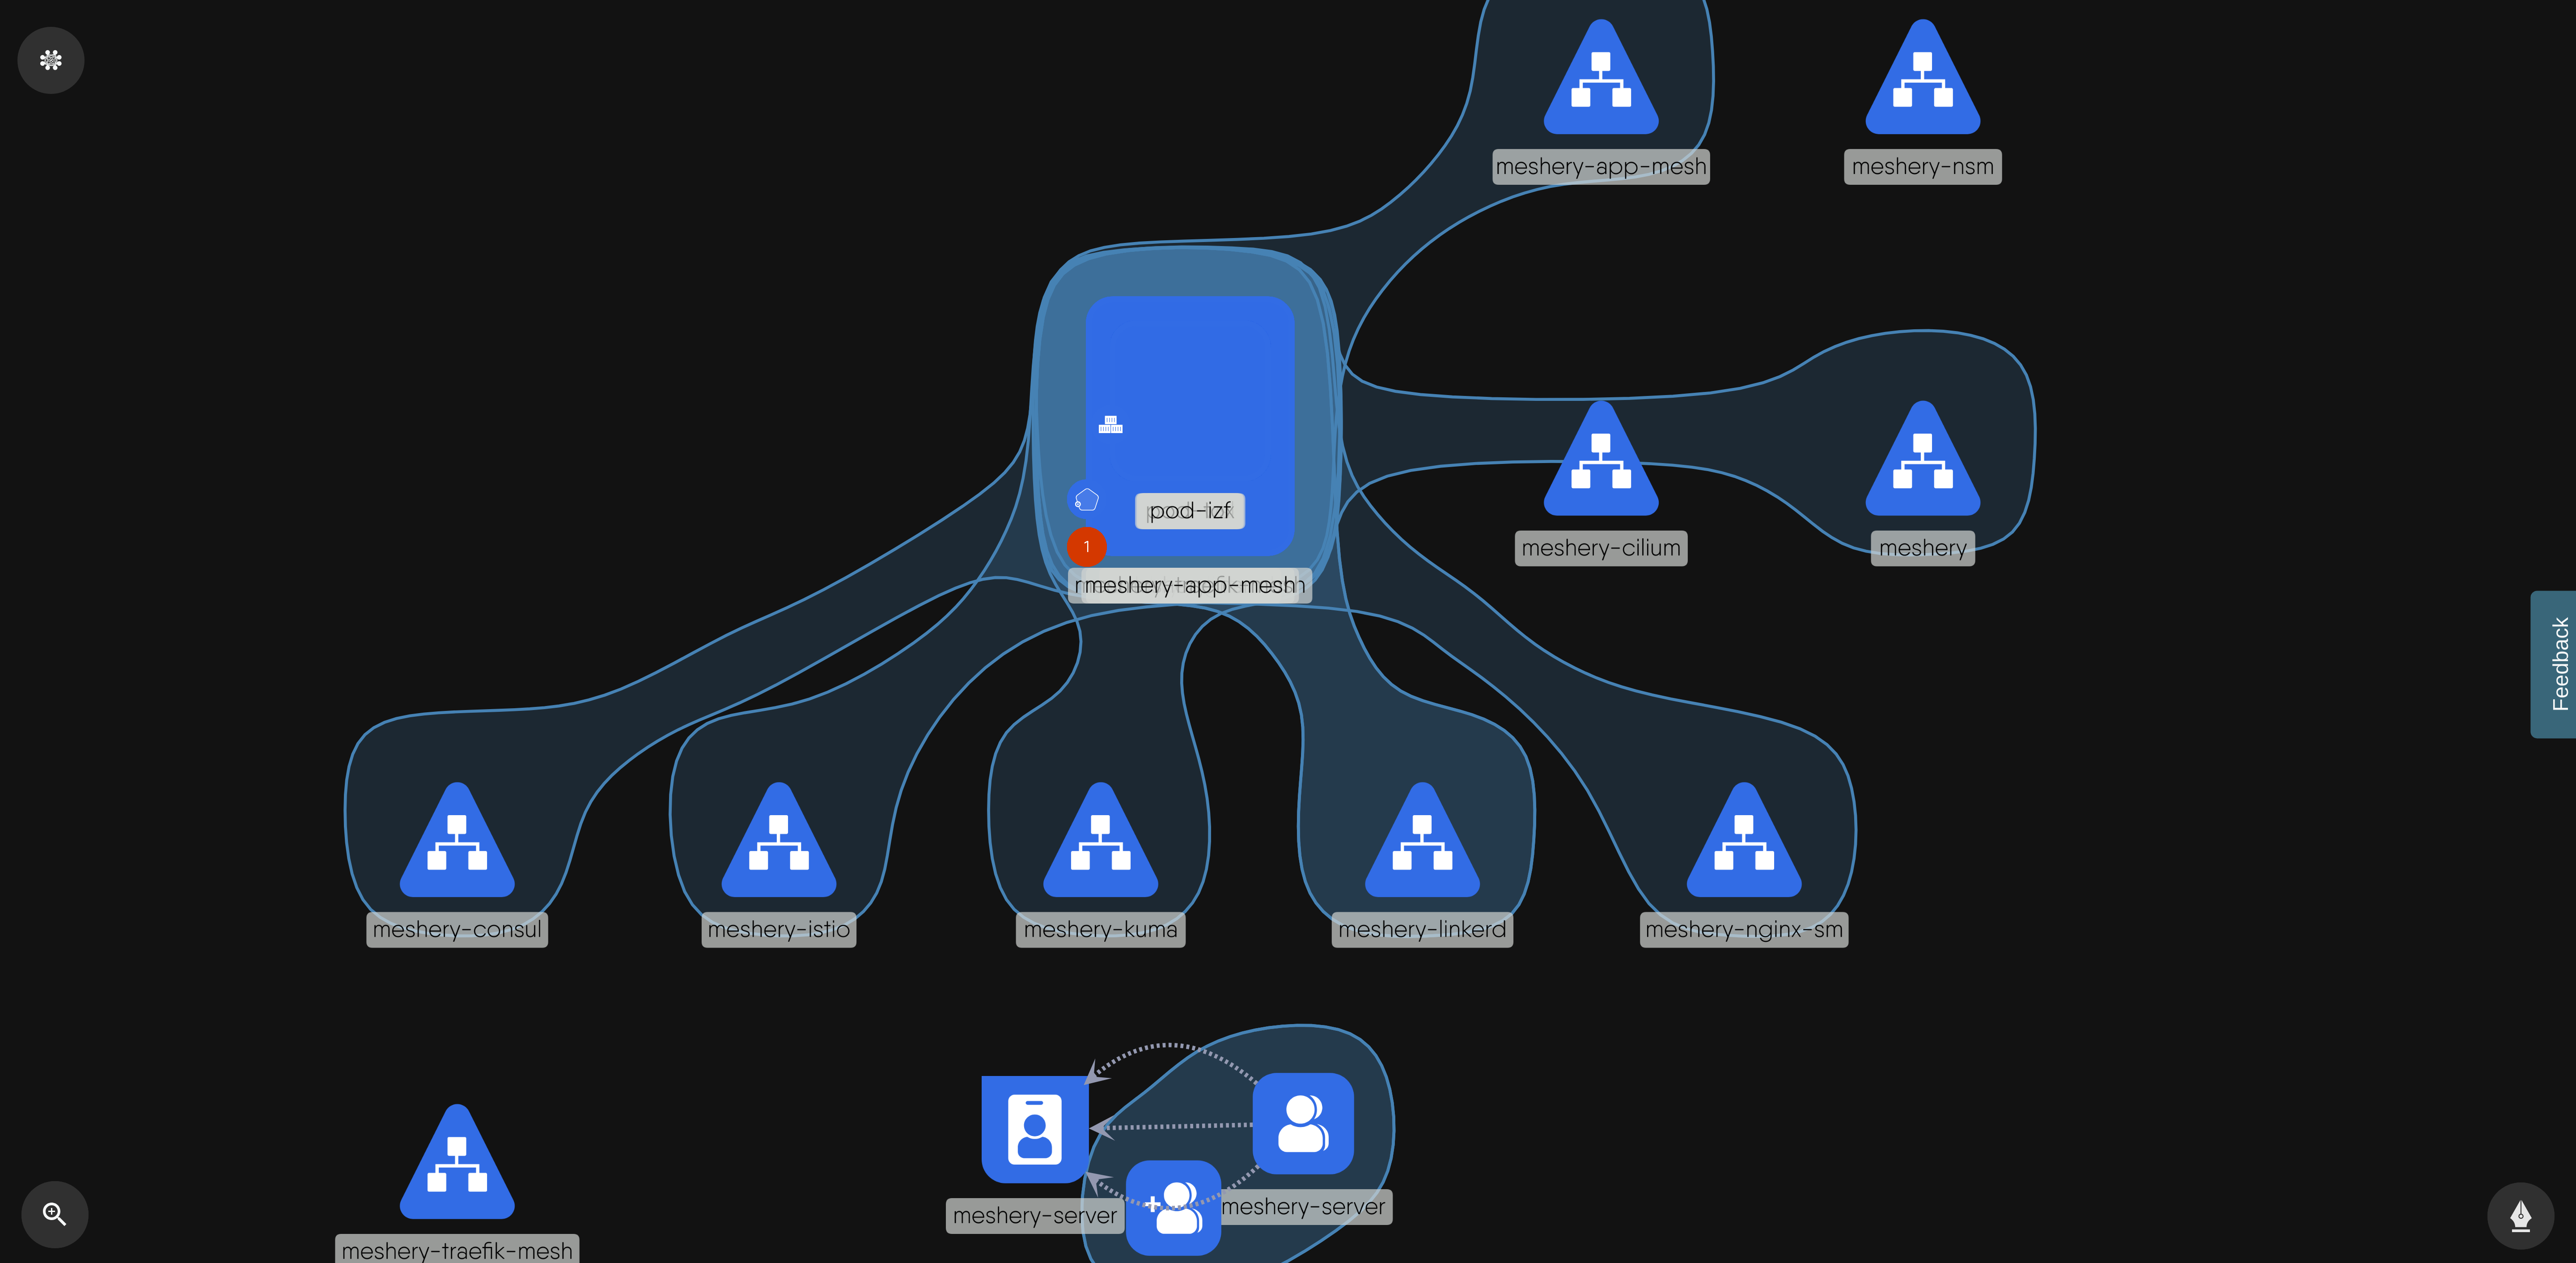 meshery-app-mesh
meshery-nsm
pod-izf
1
meshery-app-mesh
meshery-cilium
meshery
Feedback
meshery-consul
meshery-istio
meshery-kuma
meshery-linkerd
meshery-nginx-sm
meshery-server
meshery-server
meshery-traefik-mesh